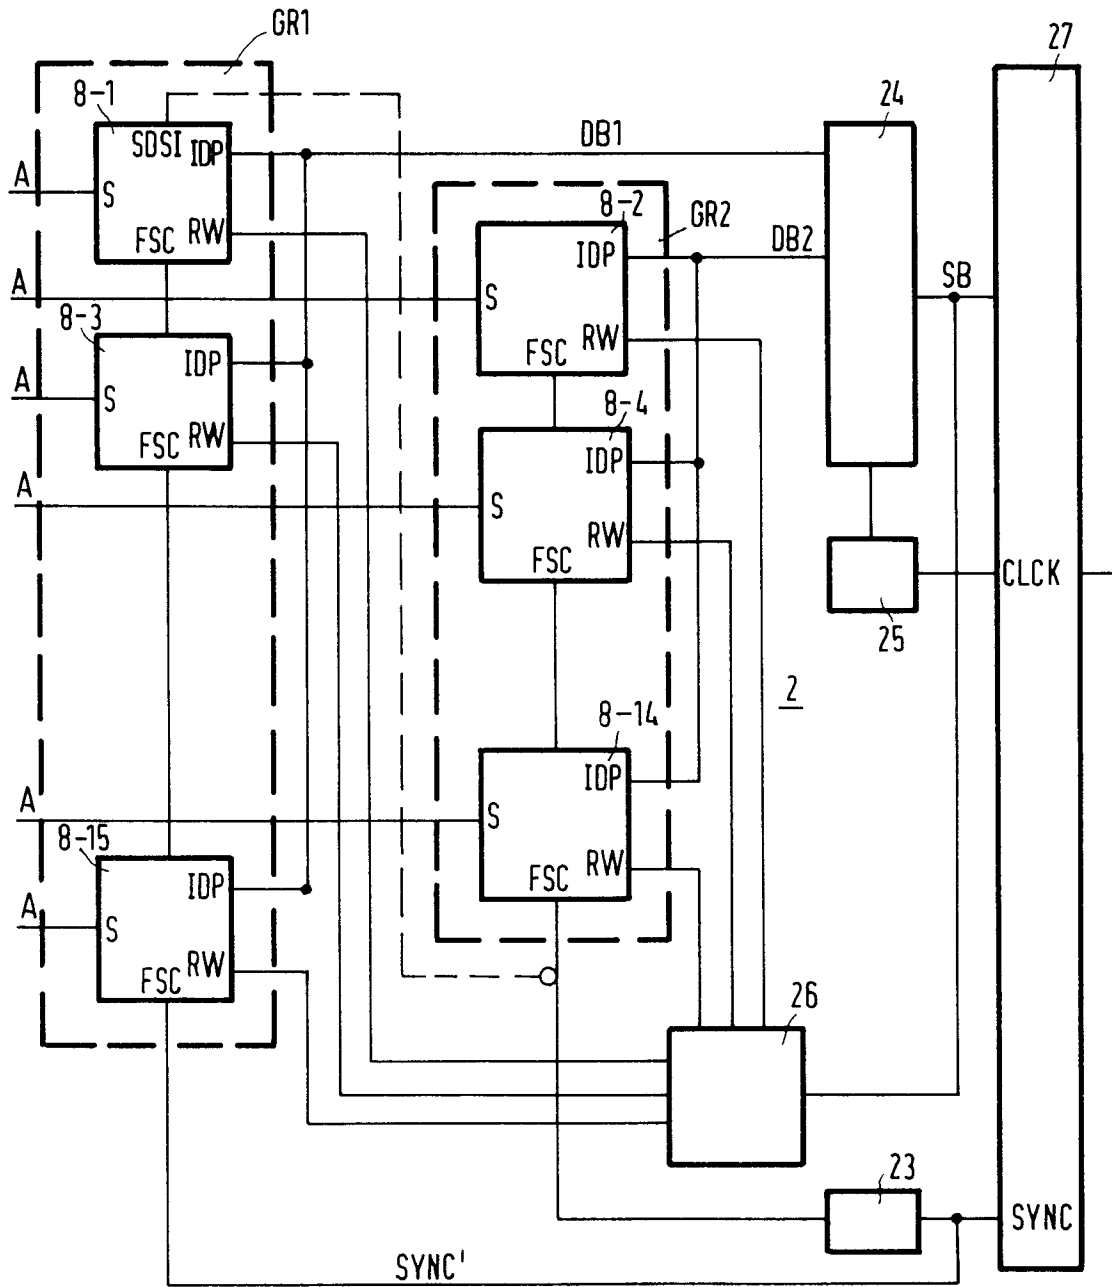 GR1
27
8-1
24
SDSI
IDP
DB1
A
S
8-2
GR2
RW
FSC
IDP
DB2
A
S
SB
8-3
IDP
RW
A
S
FSC
8-4
FSC
RW
IDP
A
S
RW
FSC
CLCK
25
2
8-14
IDP
A
S
8-15
RW
IDP
FSC
A
S
RW
FSC
26
23
SYNC
SYNC'